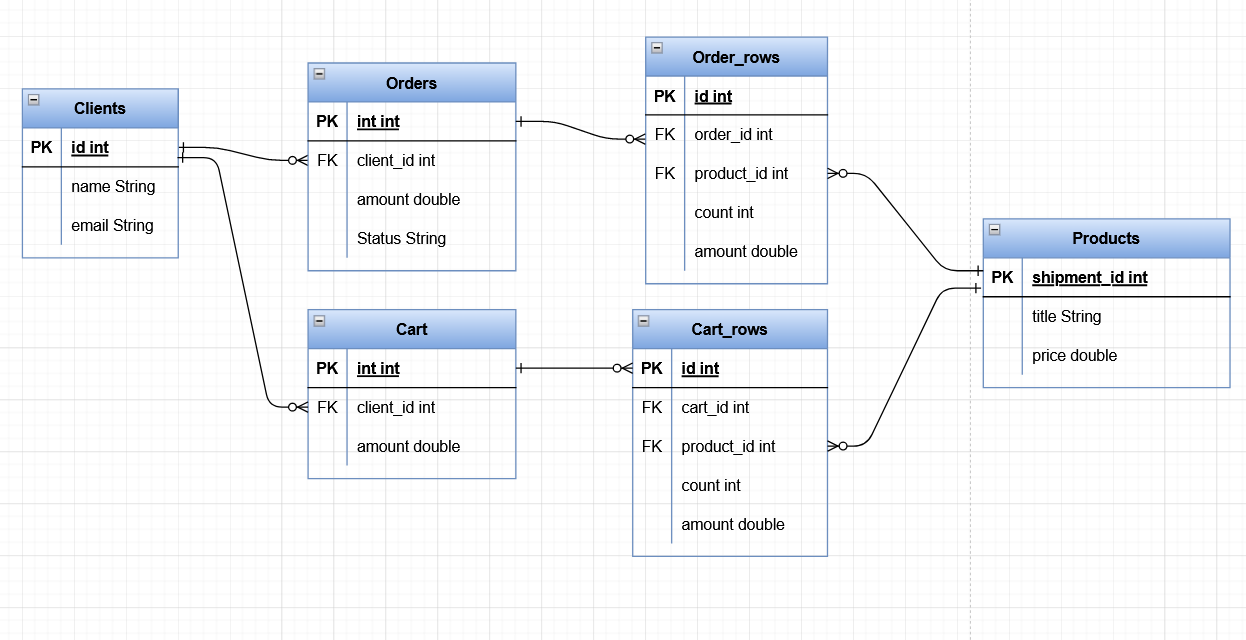 Clients
PK id int
name String
email String
Orders
PK int int
FK client_id int
amount double
Status String
Order_rows
PK id int
FK order_id int
FK product_id int
count int
amount double
Cart
PK int int
FK client_id int
amount double
Cart_rows
PK id int
FK cart_id int
FK product_id int
count int
amount double
Products
PK shipment_id int
title String
price double